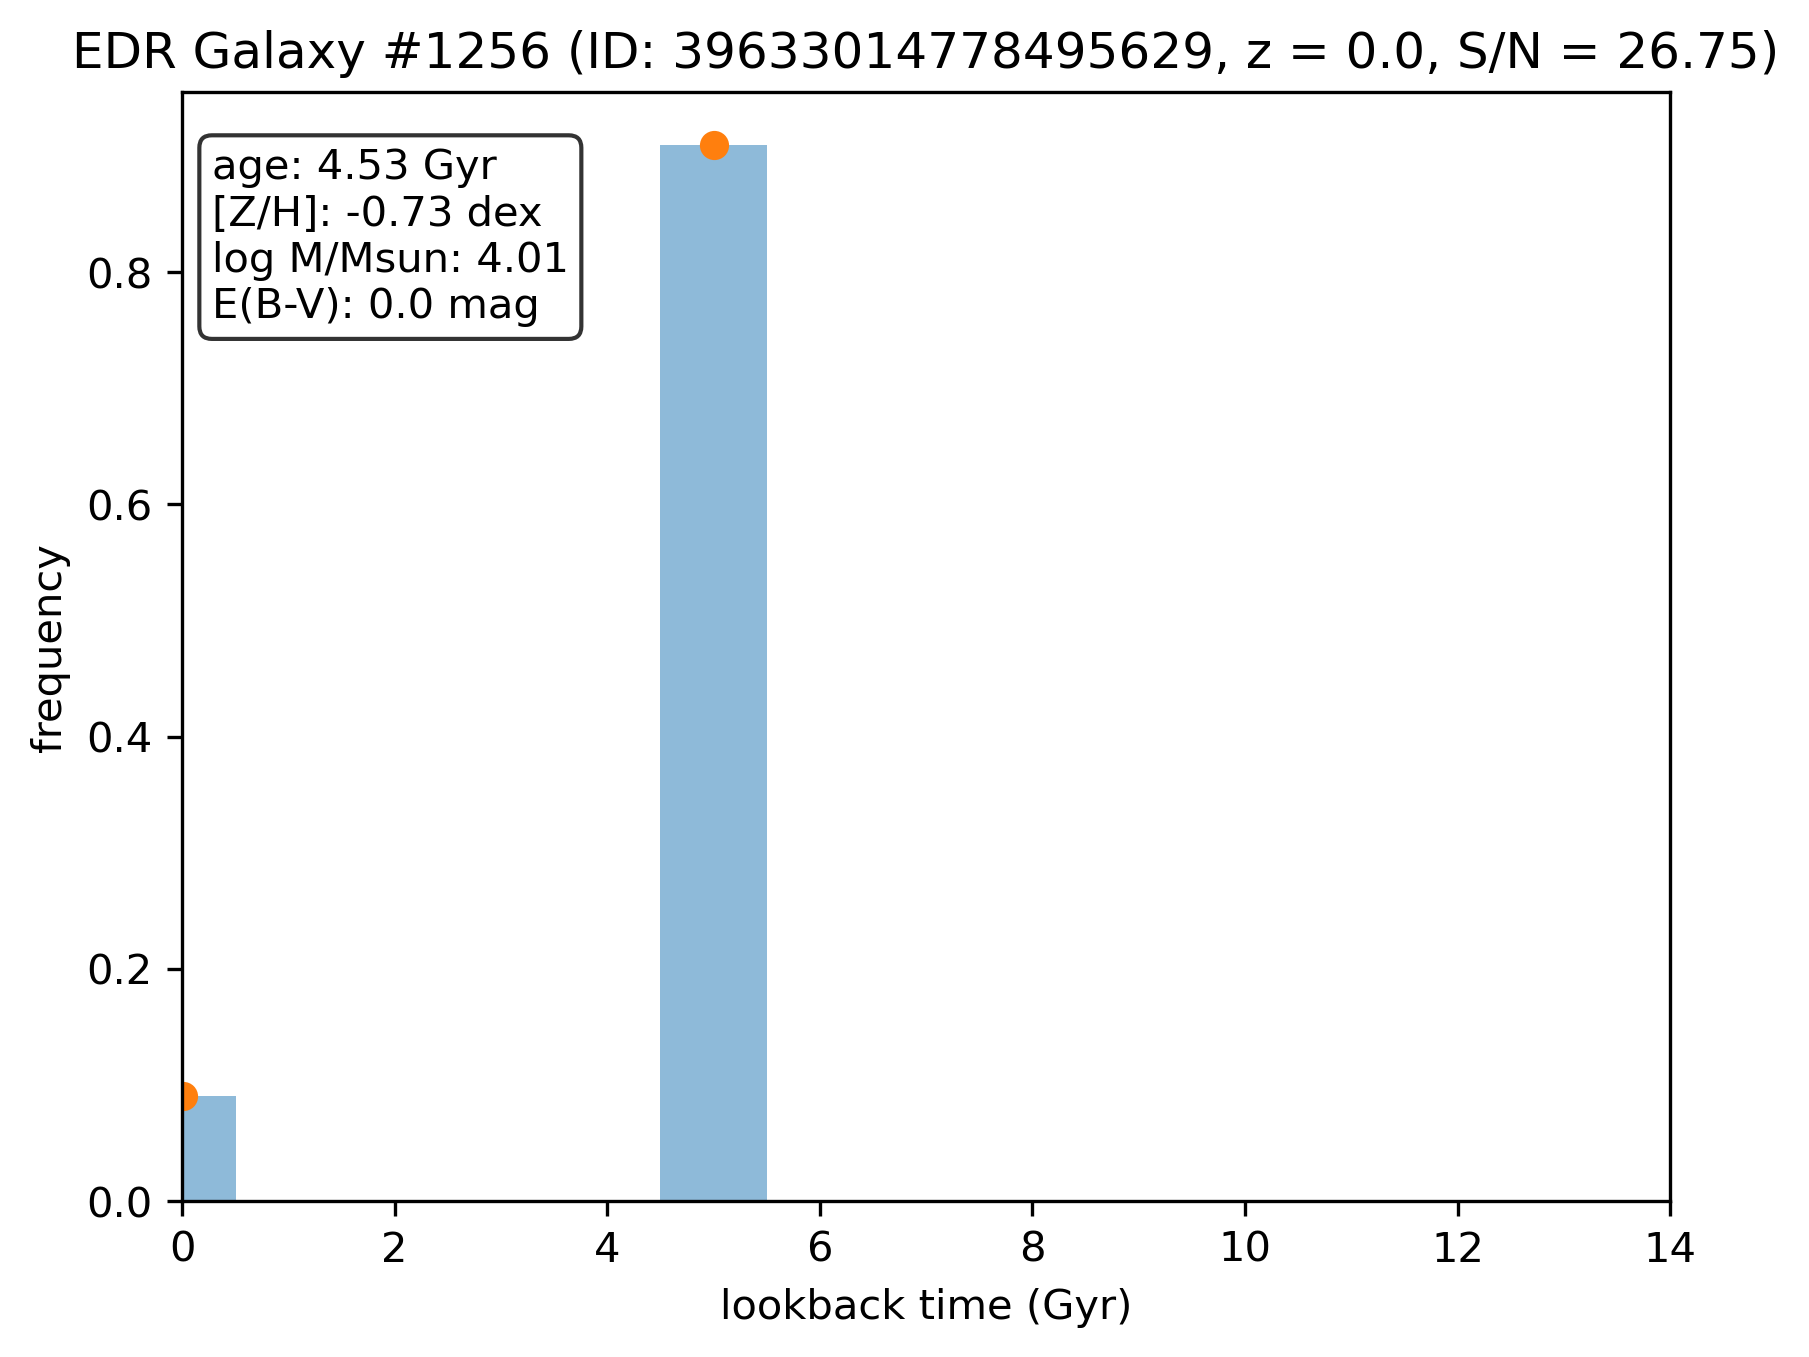 EDR Galaxy #1256 (ID: 39633014778495629, z = 0.0, S/N = 26.75)
age: 4.53 Gyr
[Z/H]: -0.73 dex
log M/Msun: 4.01
E(B-V): 0.0 mag
0.8
0.6
0.4
0.2
0.0
frequency
0 2 4 6 8 10 12 14
lookback time (Gyr)